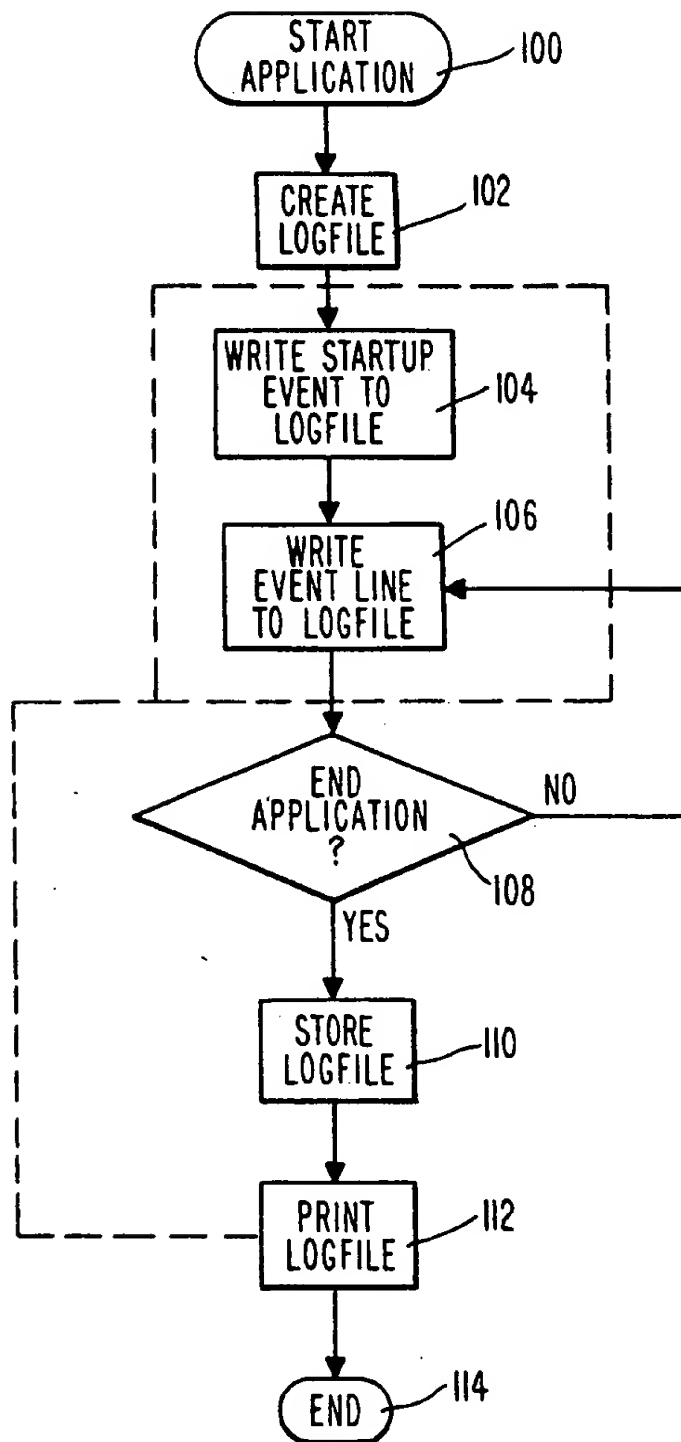 START
APPLICATION
100
CREATE
LOGFILE
102
WRITE STARTUP
EVENT TO
LOGFILE
104
106
WRITE
EVENT LINE
TO LOGFILE
END
APPLICATION
?
NO
108
YES
STORE
LOGFILE
110
PRINT
LOGFILE
112
END
114